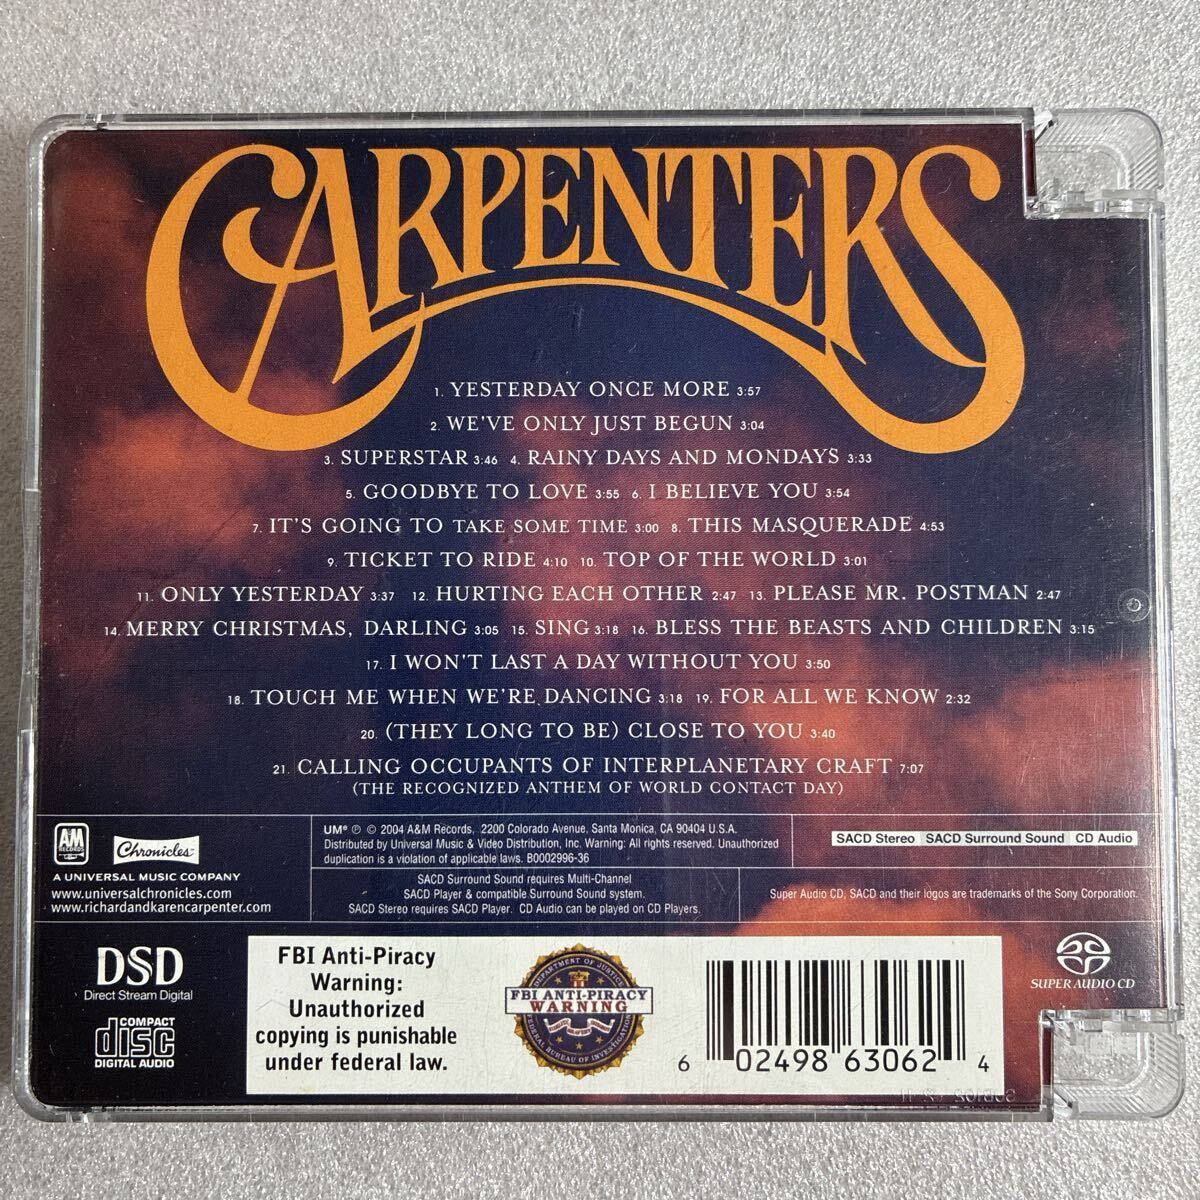 CARPENTERS
1. YESTERDAY ONCE MORE 3:57
2. WE'VE ONLY JUST BEGUN 3:04
3. SUPERSTAR 3:46 4. RAINY DAYS AND MONDAYS 3:33
5. GOODBYE TO LOVE 3:55 6. I BELIEVE YOU 3:54
7. IT'S GOING TO TAKE SOME TIME 3:00 8. THIS MASQUERADE 4:53
9. TICKET TO RIDE 4:10 10. TOP OF THE WORLD 3:01
11. ONLY YESTERDAY 3:37 12. HURTING EACH OTHER 2:47 13. PLEASE MR. POSTMAN 2:47
14. MERRY CHRISTMAS, DARLING 3:05 15. SING 3:18 16. BLESS THE BEASTS AND CHILDREN 3:15
17. I WON'T LAST A DAY WITHOUT YOU 3:50
18. TOUCH ME WHEN WE'RE DANCING 3:18 19. FOR ALL WE KNOW 2:32
20. (THEY LONG TO BE) CLOSE TO YOU 3:40
21. CALLING OCCUPANTS OF INTERPLANETARY CRAFT 7:07
(THE RECOGNIZED ANTHEM OF WORLD CONTACT DAY)
A&M
RECORDS
Chronicles
A UNIVERSAL MUSIC COMPANY
www.universalchronicles.com
www.richardandkarencarpenter.com
UMe ℗ © 2004 A&M Records, 2200 Colorado Avenue, Santa Monica, CA 90404 U.S.A.
Distributed by Universal Music & Video Distribution, Inc. Warning: All rights reserved. Unauthorized
duplication is a violation of applicable laws. B0002996-36
SACD Surround Sound requires Multi-Channel
SACD Player & compatible Surround Sound system.
SACD Stereo requires SACD Player. CD Audio can be played on CD Players.
SACD Stereo SACD Surround Sound CD Audio
Super Audio CD, SACD and their logos are trademarks of the Sony Corporation.
DSD
Direct Stream Digital
COMPACT
disc
DIGITAL AUDIO
FBI Anti-Piracy
Warning:
Unauthorized
copying is punishable
under federal law.
DEPARTMENT OF JUSTICE
FBI ANTI-PIRACY
WARNING
FEDERAL BUREAU OF INVESTIGATION
6 02498 63062 4
SUPER AUDIO CD